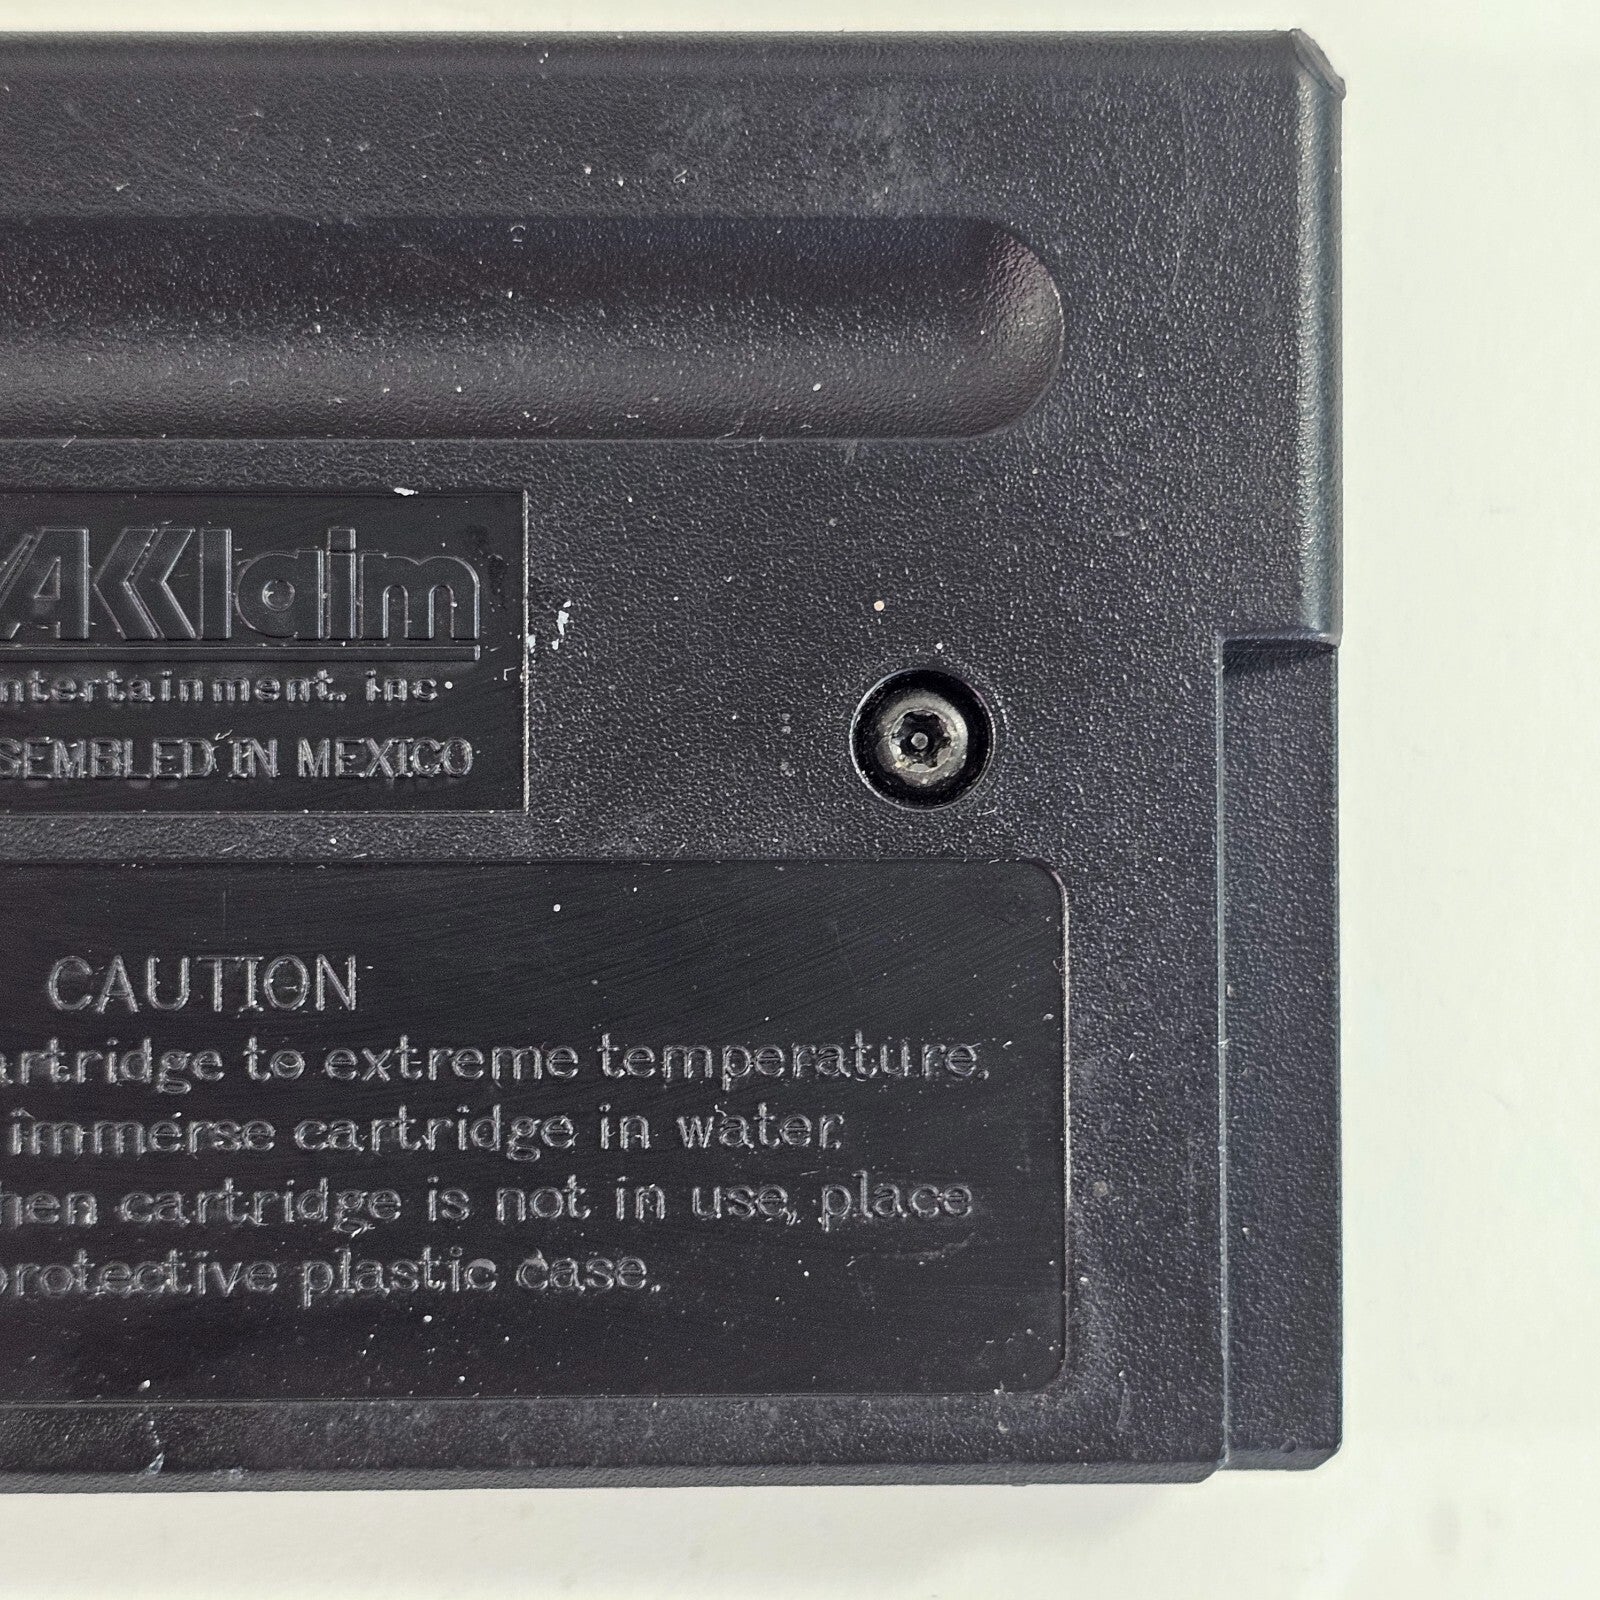 AKKlaim
ntertainment, inc.
SEMBLED IN MEXICO
CAUTION
artridge to extreme temperature.
immerse cartridge in water.
hen cartridge is not in use, place
protective plastic case.